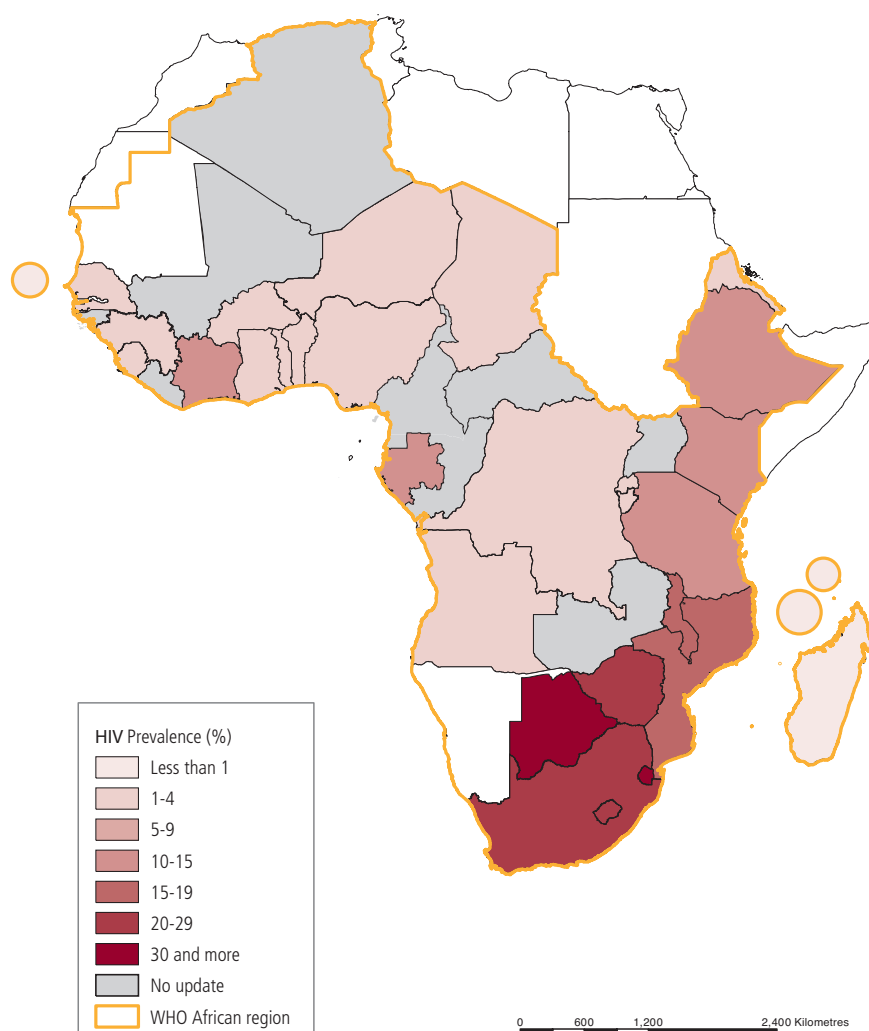 HIV Prevalence (%)
Less than 1
1-4
5-9
10-15
15-19
20-29
30 and more
No update
WHO African region
0 600 1,200 2,400 Kilometres